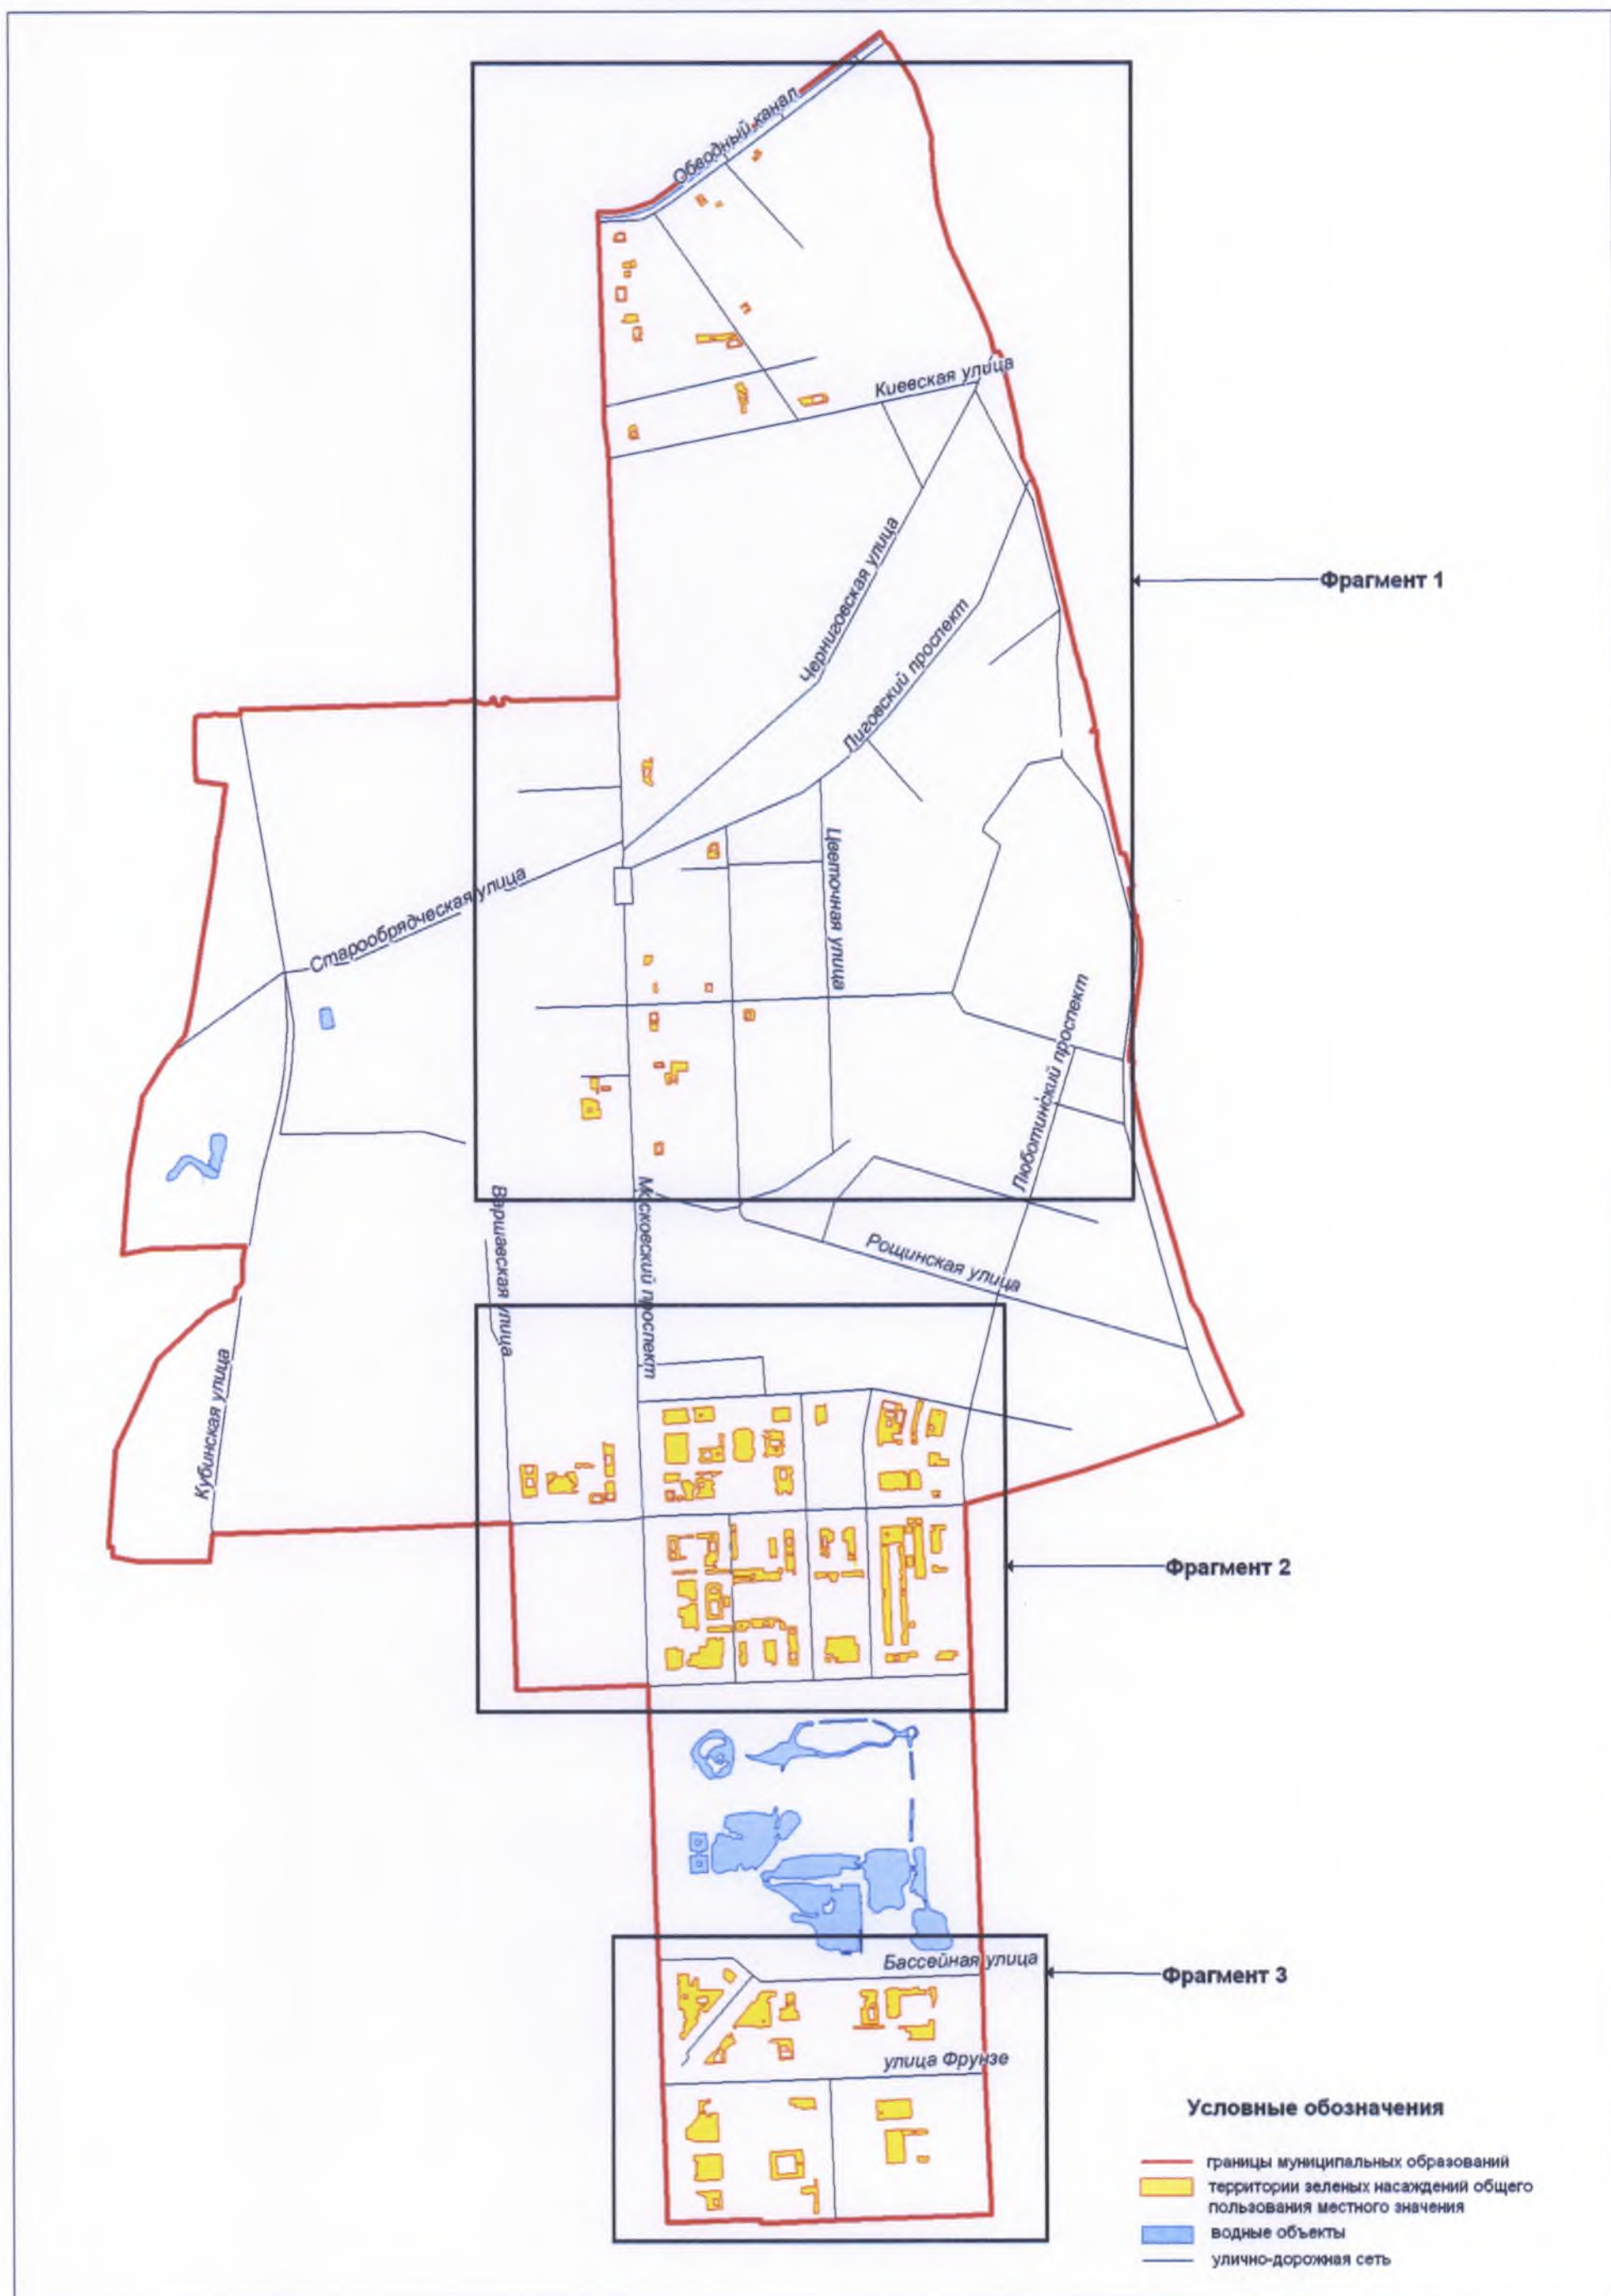 Обводный канал
Киевская улица
Черниговская улица
Фрагмент 1
Лиговский проспект
Цветочная улица
Старообрядческая улица
Люботинский проспект
Варшавская улица
Московский проспект
Рощинская улица
Кубинская улица
Фрагмент 2
Бассейная улица
Фрагмент 3
улица Фрунзе
Условные обозначения
границы муниципальных образований
территории зеленых насаждений общего
пользования местного значения
водные объекты
улично-дорожная сеть